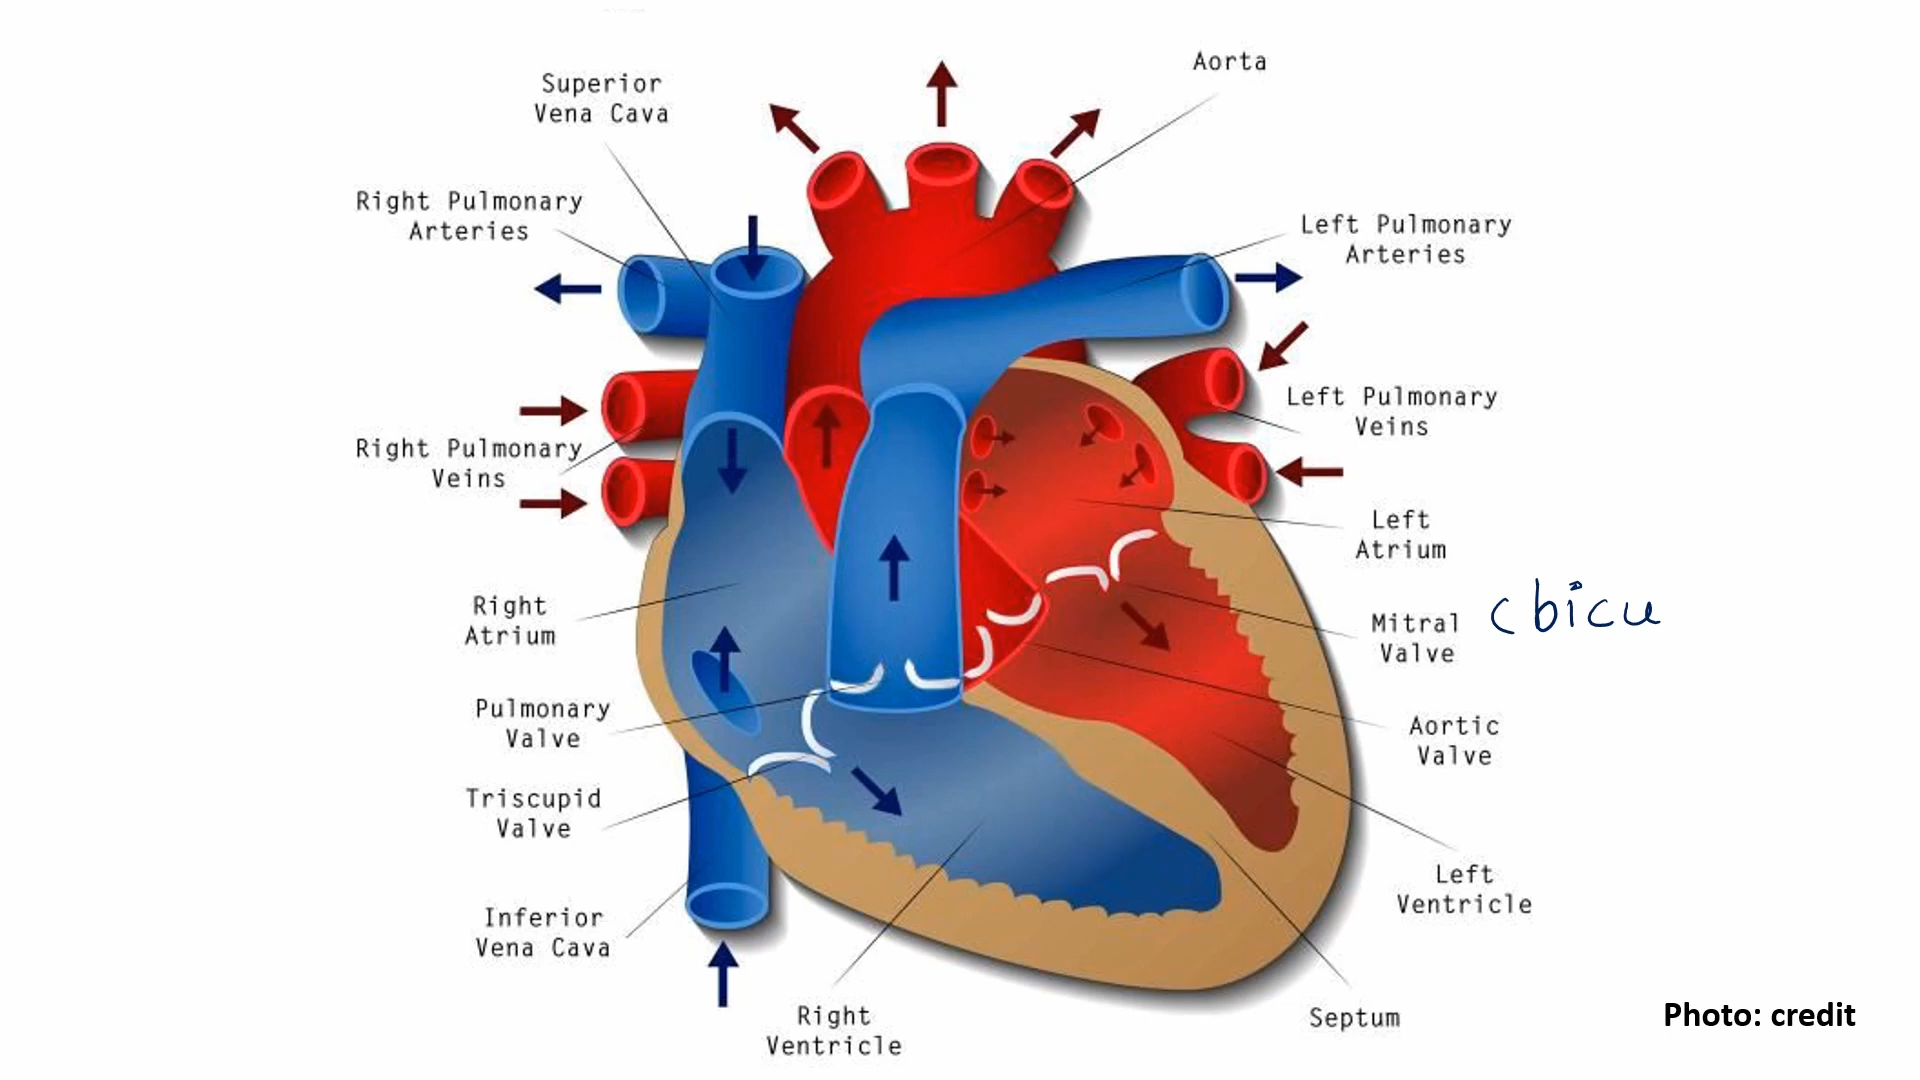 Aorta
Superior
Vena Cava
Right Pulmonary
Arteries
Left Pulmonary
Arteries
Left Pulmonary
Veins
Right Pulmonary
Veins
Left
Atrium
Right
Atrium
Mitral
Valve
(bicu
Pulmonary
Valve
Aortic
Valve
Triscupid
Valve
Left
Ventricle
Inferior
Vena Cava
Right
Ventricle
Septum
Photo: credit